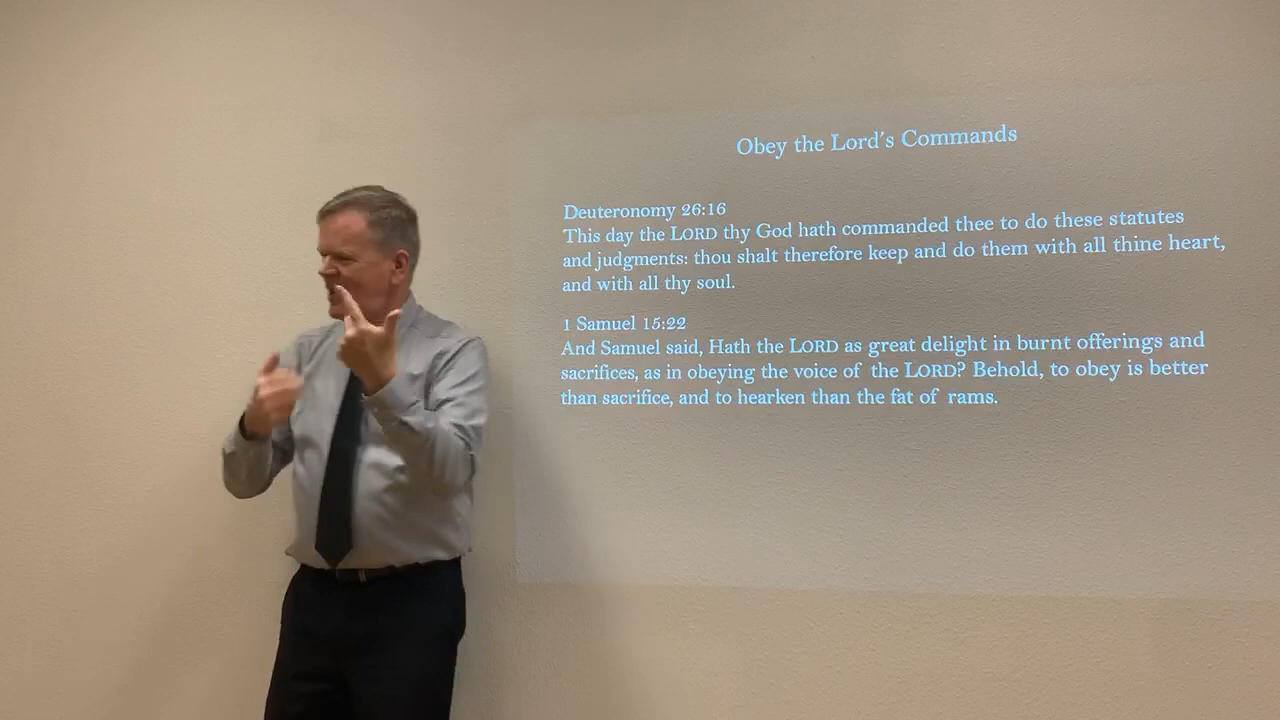 Obey the Lord's Commands
Deuteronomy 26:16
This day the LORD thy God hath commanded thee to do these statutes
and judgments: thou shalt therefore keep and do them with all thine heart,
and with all thy soul.
1 Samuel 15:22
And Samuel said, Hath the LORD as great delight in burnt offerings and
sacrifices, as in obeying the voice of the LORD? Behold, to obey is better
than sacrifice, and to hearken than the fat of rams.